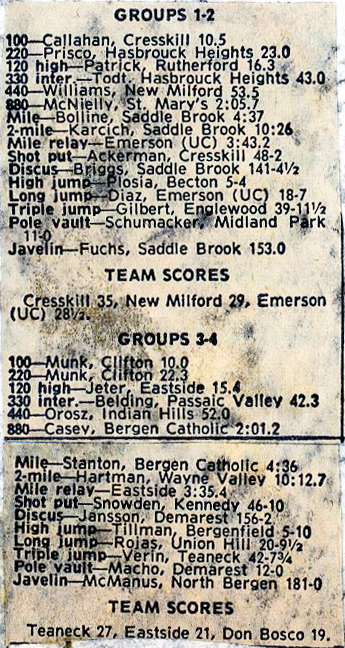 GROUPS 1-2
100—Callahan, Cresskill 10.5
220—Prisco, Hasbrouck Heights 23.0
120 high—Patrick, Rutherford 16.3
330 inter.—Todt, Hasbrouck Heights 43.0
440—Williams, New Milford 53.5
880—McNielly, St. Mary's 2:05.7
Mile—Bolline, Saddle Brook 4:37
2-mile—Karcich, Saddle Brook 10:26
Mile relay—Emerson (UC) 3:43.2
Shot put—Ackerman, Cresskill 48-2
Discus—Briggs, Saddle Brook 141-4½
High jump—Plosia, Becton 5-4
Long jump—Diaz, Emerson (UC) 18-7
Triple jump—Gilbert, Englewood 39-11½
Pole vault—Schumacker, Midland Park
11-0
Javelin—Fuchs, Saddle Brook 153.0
TEAM SCORES
Cresskill 35, New Milford 29, Emerson
(UC) 28½.
GROUPS 3-4
100—Munk, Clifton 10.0
220—Munk, Clifton 22.3
120 high—Jeter, Eastside 15.4
330 inter.—Belding, Passaic Valley 42.3
440—Orosz, Indian Hills 52.0
880—Casey, Bergen Catholic 2:01.2
Mile—Stanton, Bergen Catholic 4:36
2-mile—Hartman, Wayne Valley 10:12.7
Mile relay—Eastside 3:35.4
Shot put—Snowden, Kennedy 46-10
Discus—Jansson, Demarest 156-2
High jump—Tillman, Bergenfield 5-10
Long jump—Rojas, Union Hill 20-9½
Triple jump—Verin, Teaneck 42-7¾
Pole vault—Macho, Demarest 12-0
Javelin—McManus, North Bergen 181-0
TEAM SCORES
Teaneck 27, Eastside 21, Don Bosco 19.